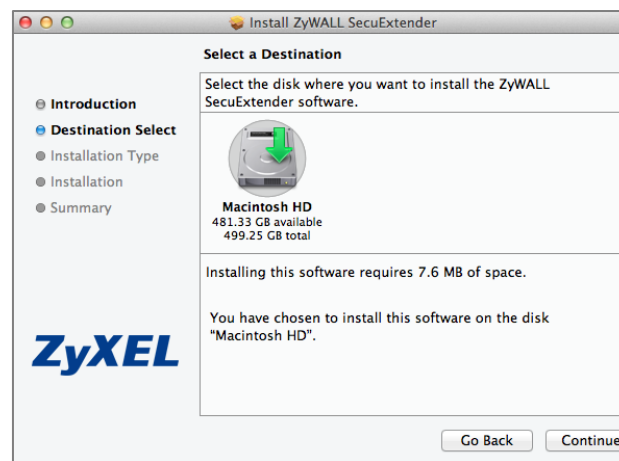 Install ZyWALL SecuExtender
Select a Destination
Introduction
Destination Select
Installation Type
Installation
Summary
Select the disk where you want to install the ZyWALL
SecuExtender software.
Macintosh HD
481.33 GB available
499.25 GB total
Installing this software requires 7.6 MB of space.
You have chosen to install this software on the disk
“Macintosh HD”.
ZyXEL
Go Back
Continue